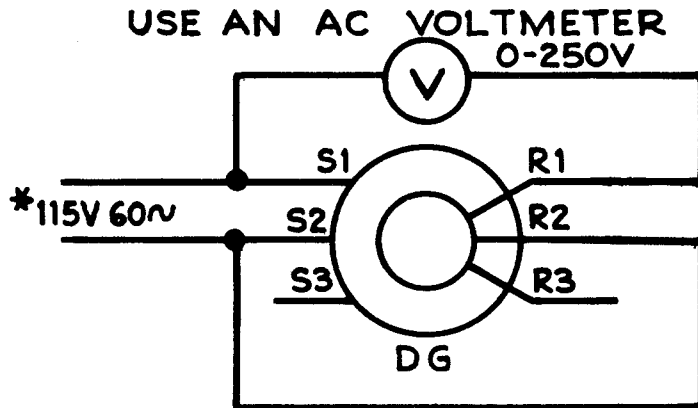 USE AN AC VOLTMETER
0-250V
V
S1 R1
*115V 60~
S2 R2
S3 R3
DG